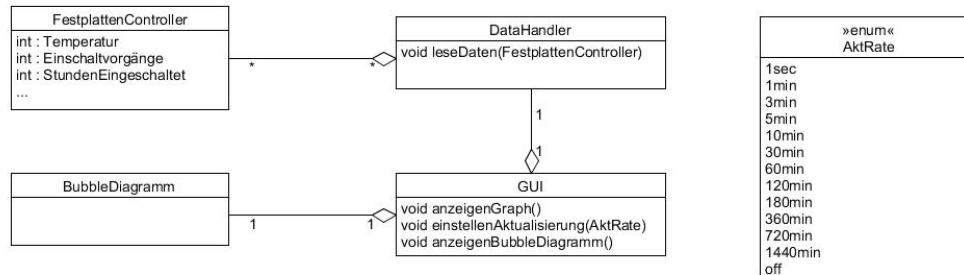 FestplattenController
int : Temperatur
int : Einschaltvorgänge
int : StundenEingeschaltet
...
*
*
DataHandler
void leseDaten(FestplattenController)
1
1
BubbleDiagramm
1
1
GUI
void anzeigenGraph()
void einstellenAktualisierung(AktRate)
void anzeigenBubbleDiagramm()
»enum«
AktRate
1sec
1min
3min
5min
10min
30min
60min
120min
180min
360min
720min
1440min
off